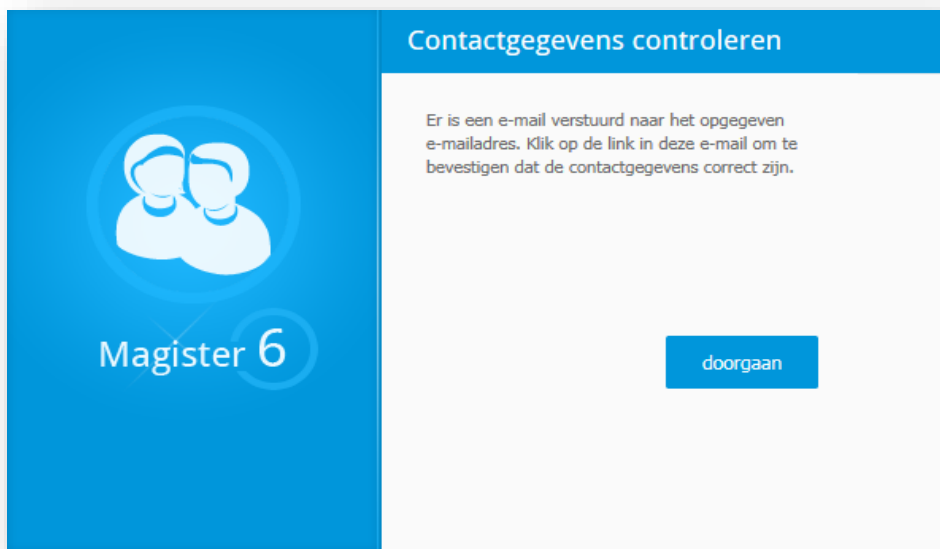 Contactgegevens controleren
Er is een e-mail verstuurd naar het opgegeven
e-mailadres. Klik op de link in deze e-mail om te
bevestigen dat de contactgegevens correct zijn.
Magister 6
doorgaan